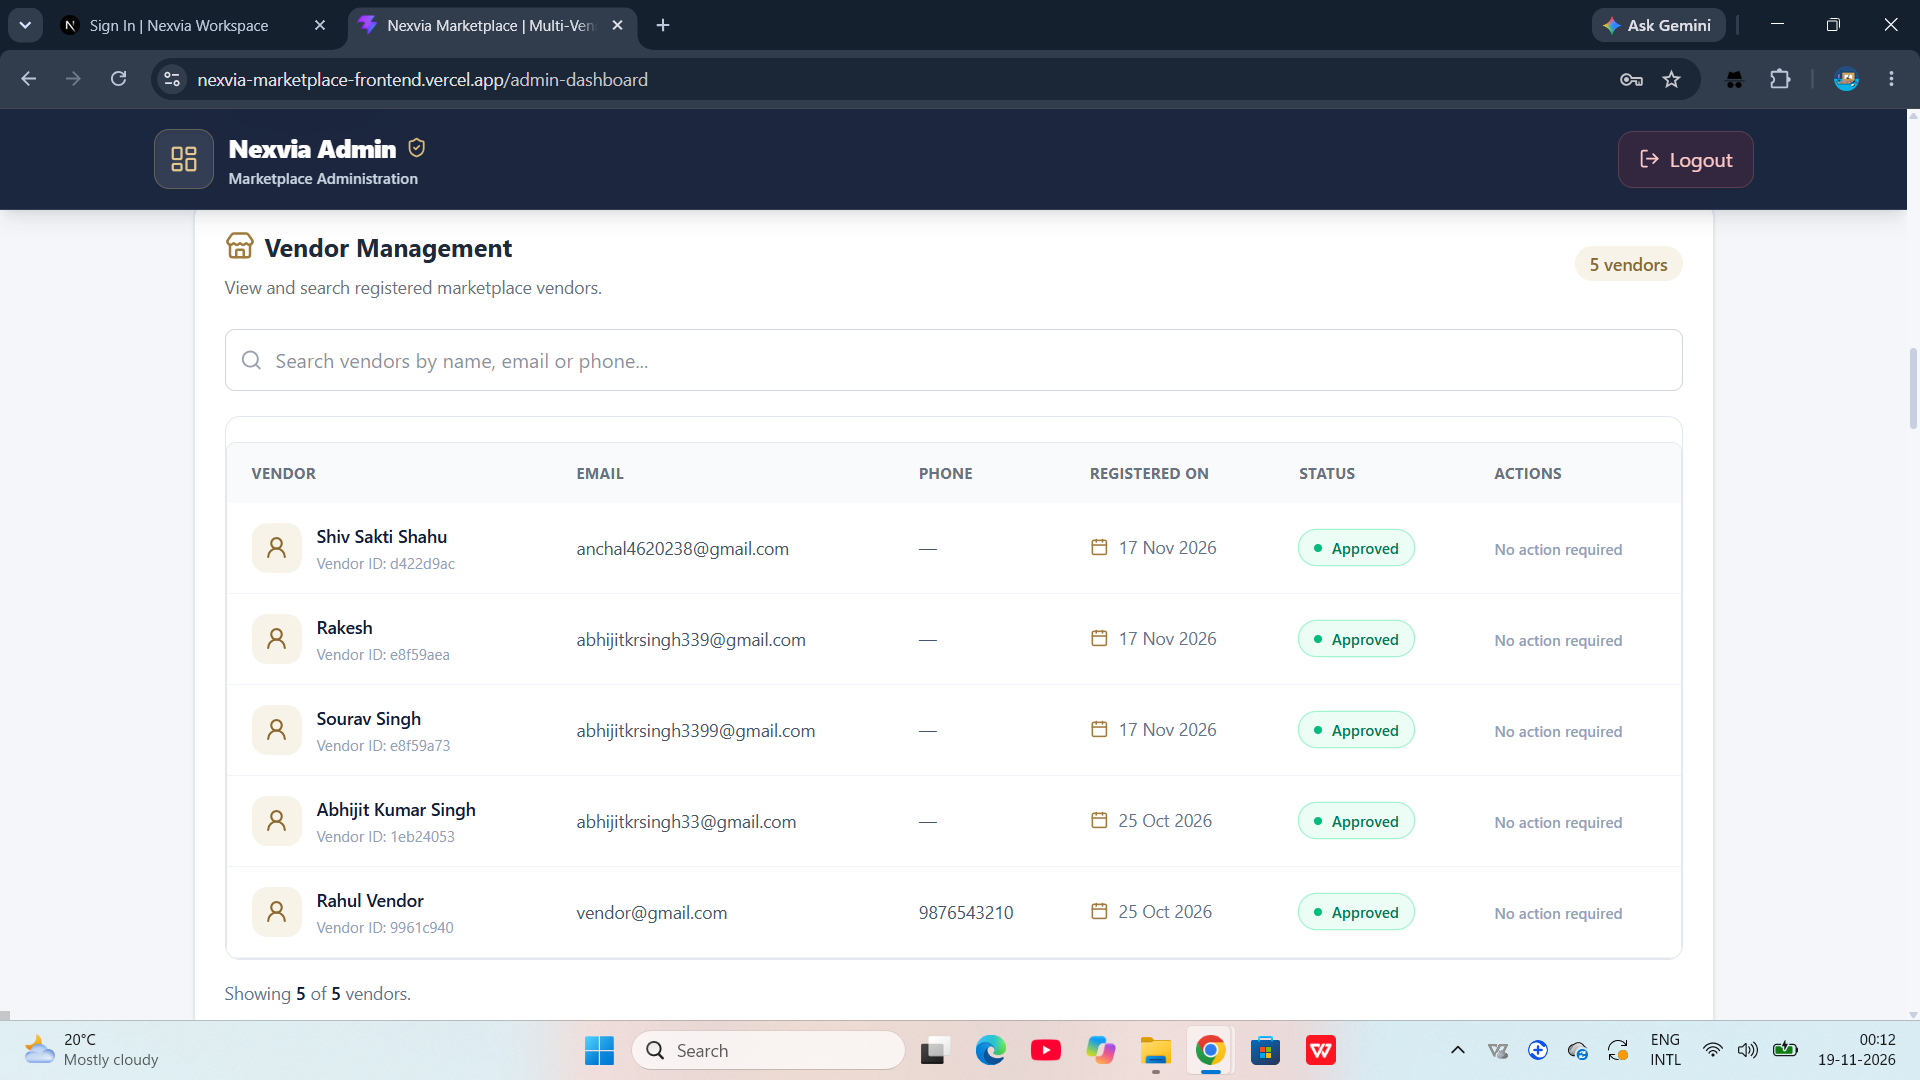 Sign In | Nexvia Workspace
Nexvia Marketplace | Multi-Ven
Ask Gemini
nexvia-marketplace-frontend.vercel.app/admin-dashboard
Nexvia Admin
Marketplace Administration
Logout
Vendor Management
View and search registered marketplace vendors.
5 vendors
Search vendors by name, email or phone...
VENDOR EMAIL PHONE REGISTERED ON STATUS ACTIONS
Shiv Sakti Shahu
Vendor ID: d422d9ac
anchal4620238@gmail.com — 17 Nov 2026 Approved No action required
Rakesh
Vendor ID: e8f59aea
abhijitkrsingh339@gmail.com — 17 Nov 2026 Approved No action required
Sourav Singh
Vendor ID: e8f59a73
abhijitkrsingh3399@gmail.com — 17 Nov 2026 Approved No action required
Abhijit Kumar Singh
Vendor ID: 1eb24053
abhijitkrsingh33@gmail.com — 25 Oct 2026 Approved No action required
Rahul Vendor
Vendor ID: 9961c940
vendor@gmail.com 9876543210 25 Oct 2026 Approved No action required
Showing 5 of 5 vendors.
20°C
Mostly cloudy
Search
ENG
INTL
00:12
19-11-2026